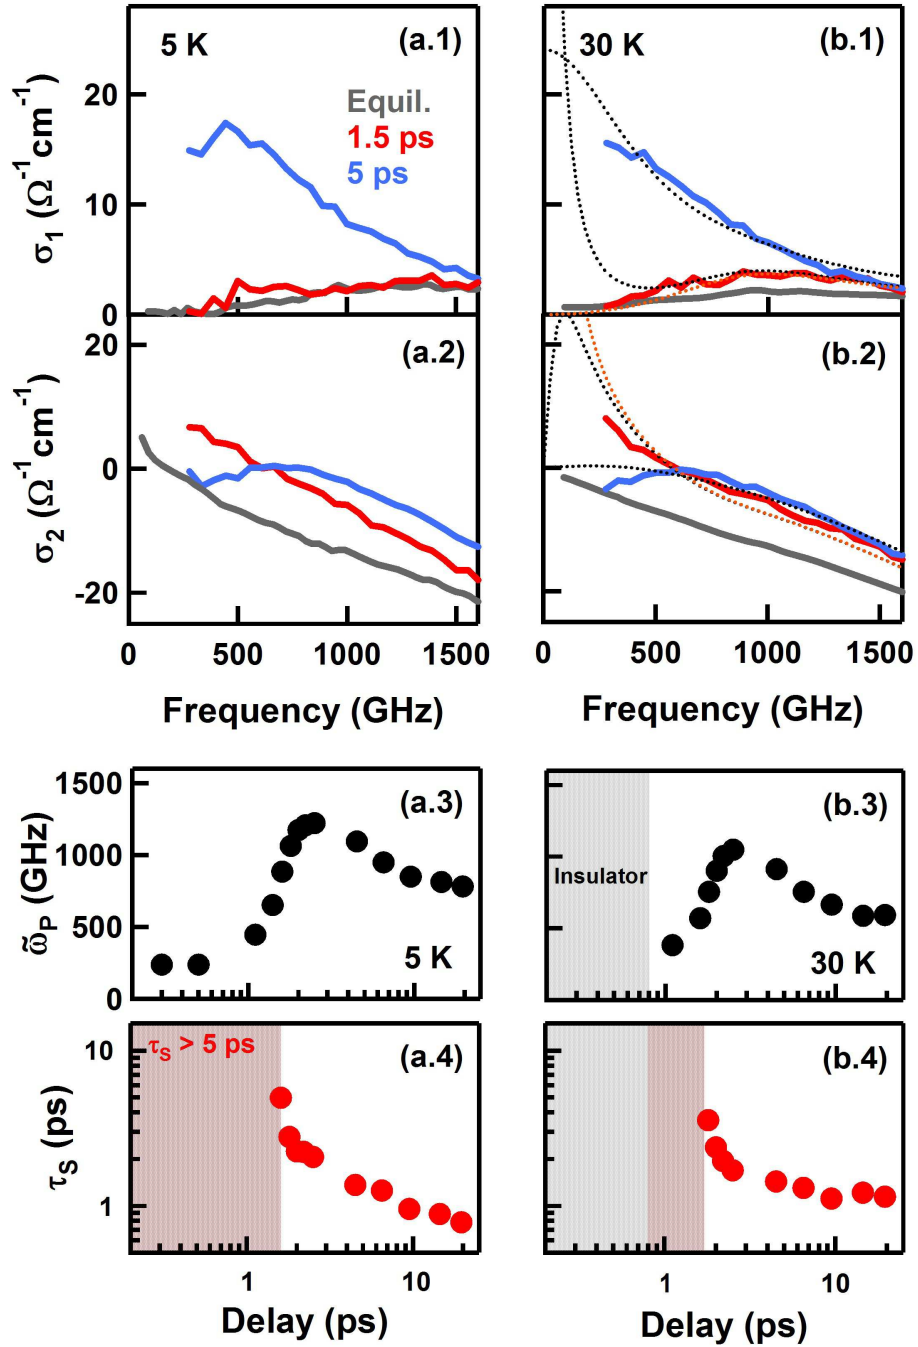 5 K
(a.1)
30 K
(b.1)
20
10
0
σ1 (Ω-1cm-1)
Equil.
1.5 ps
5 ps
(a.2)
(b.2)
20
0
-20
σ2 (Ω-1cm-1)
0 500 1000 1500
0 500 1000 1500
Frequency (GHz)
Frequency (GHz)
1500
1000
500
0
ω̃P (GHz)
(a.3)
5 K
(b.3)
Insulator
30 K
10
1
τS (ps)
τS > 5 ps
(a.4)
(b.4)
1 10
1 10
Delay (ps)
Delay (ps)